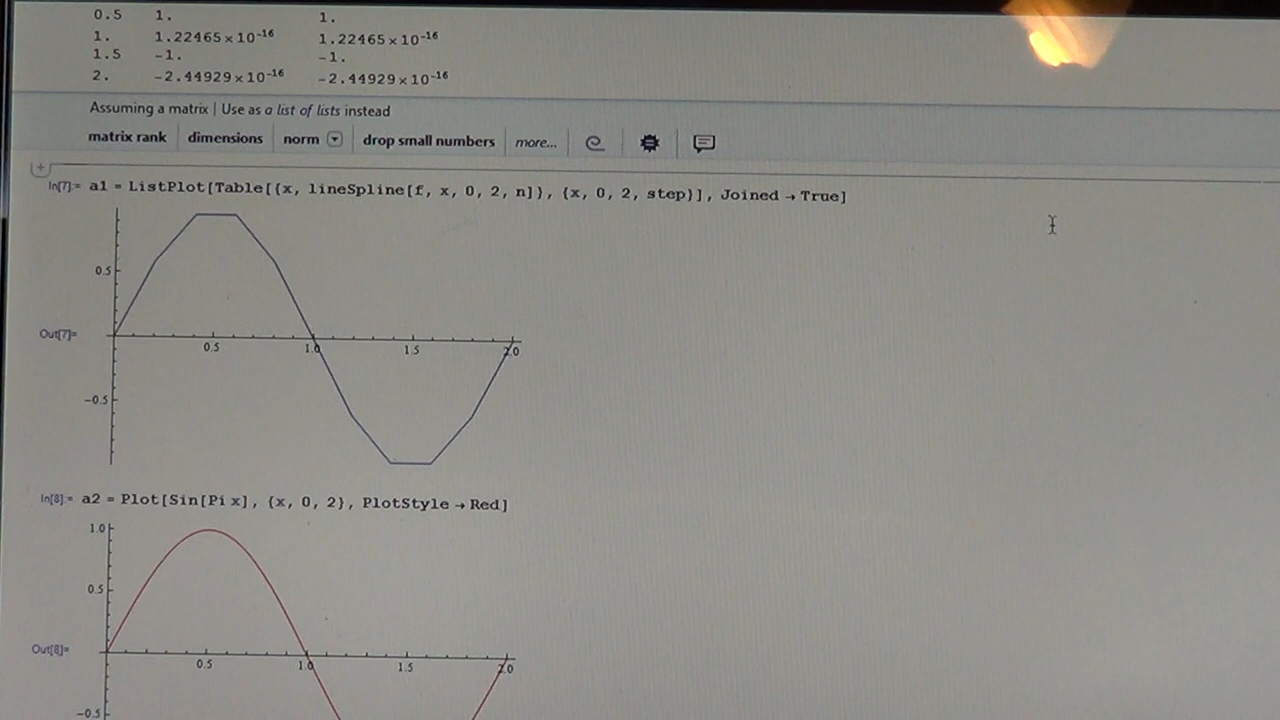 0.5 1. 1.
1. 1.22465×10^-16 1.22465×10^-16
1.5 -1. -1.
2. -2.44929×10^-16 -2.44929×10^-16
Assuming a matrix | Use as a list of lists instead
matrix rank dimensions norm drop small numbers more...
In[7]:= a1 = ListPlot[Table[{x, lineSpline[f, x, 0, 2, n]}, {x, 0, 2, step}], Joined → True]
0.5
Out[7]=
0.5 1.0 1.5 2.0
-0.5
In[8]:= a2 = Plot[Sin[Pi x], {x, 0, 2}, PlotStyle → Red]
1.0
0.5
Out[8]=
0.5 1.0 1.5 2.0
-0.5